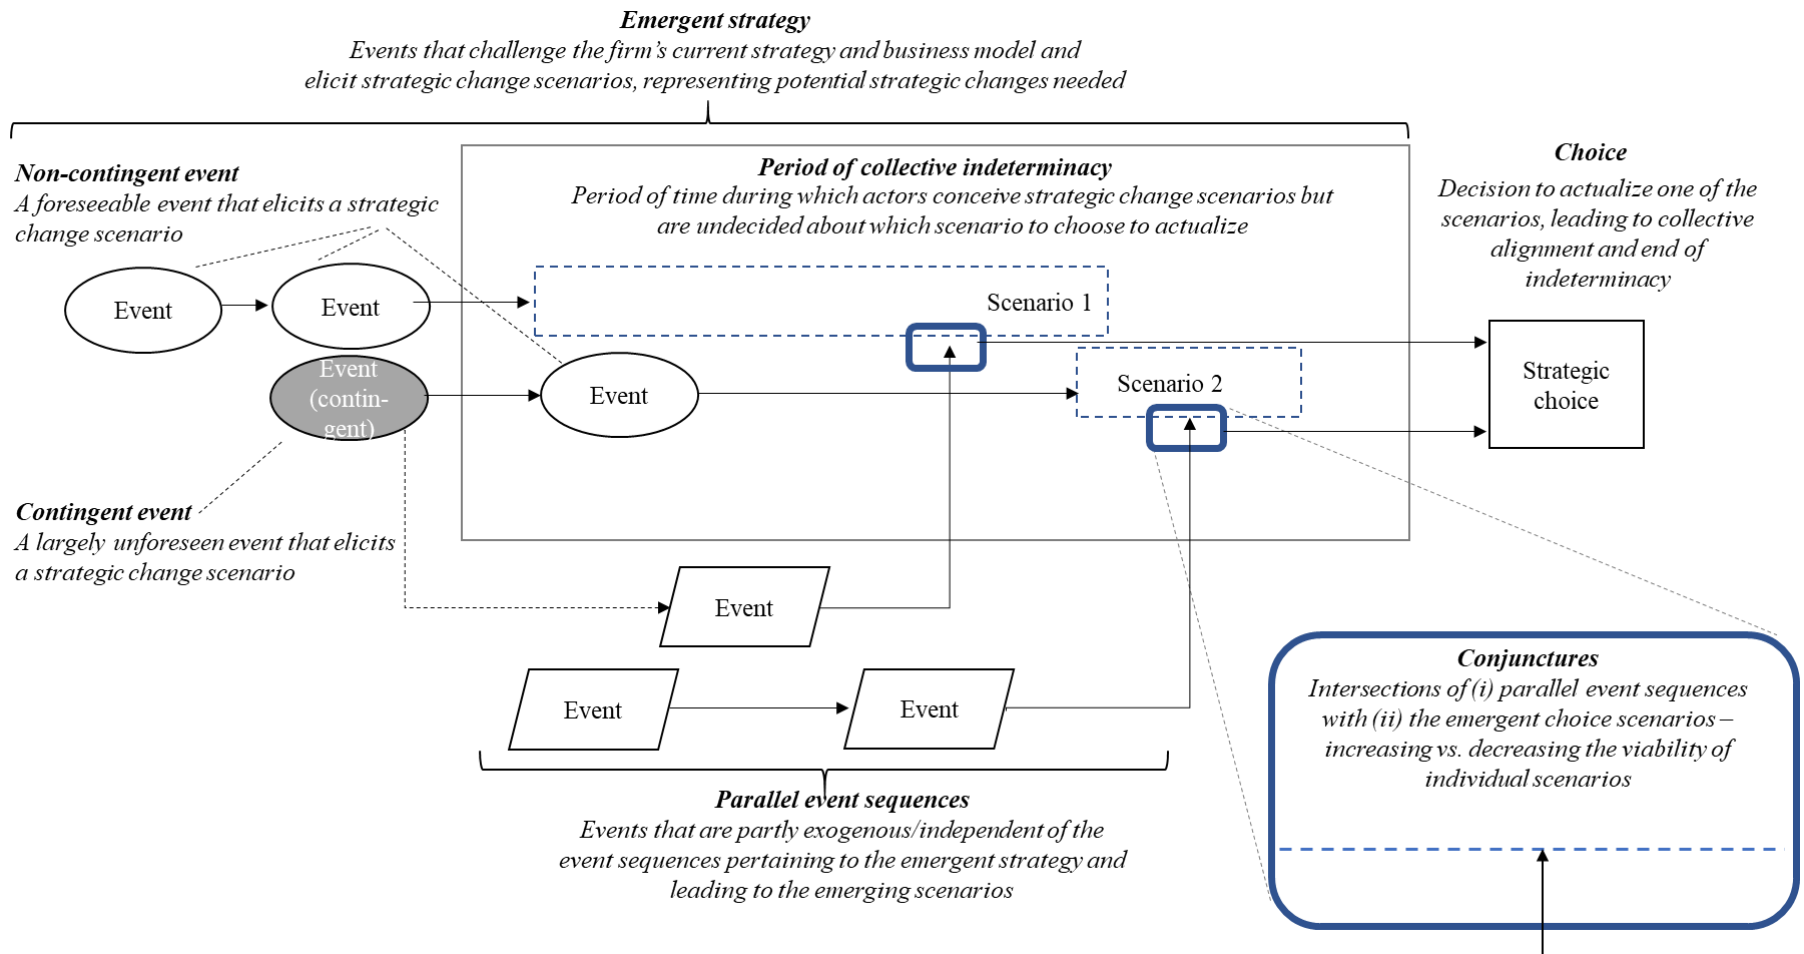 Emergent strategy
Events that challenge the firm's current strategy and business model and
elicit strategic change scenarios, representing potential strategic changes needed
Non-contingent event
A foreseeable event that elicits a strategic
change scenario
Period of collective indeterminacy
Period of time during which actors conceive strategic change scenarios but
are undecided about which scenario to choose to actualize
Choice
Decision to actualize one of the
scenarios, leading to collective
alignment and end of
indeterminacy
Event
Event
Scenario 1
Event
(contin-
gent)
Event
Scenario 2
Strategic
choice
Contingent event
A largely unforeseen event that elicits
a strategic change scenario
Event
Event
Event
Parallel event sequences
Events that are partly exogenous/independent of the
event sequences pertaining to the emergent strategy and
leading to the emerging scenarios
Conjunctures
Intersections of (i) parallel event sequences
with (ii) the emergent choice scenarios –
increasing vs. decreasing the viability of
individual scenarios